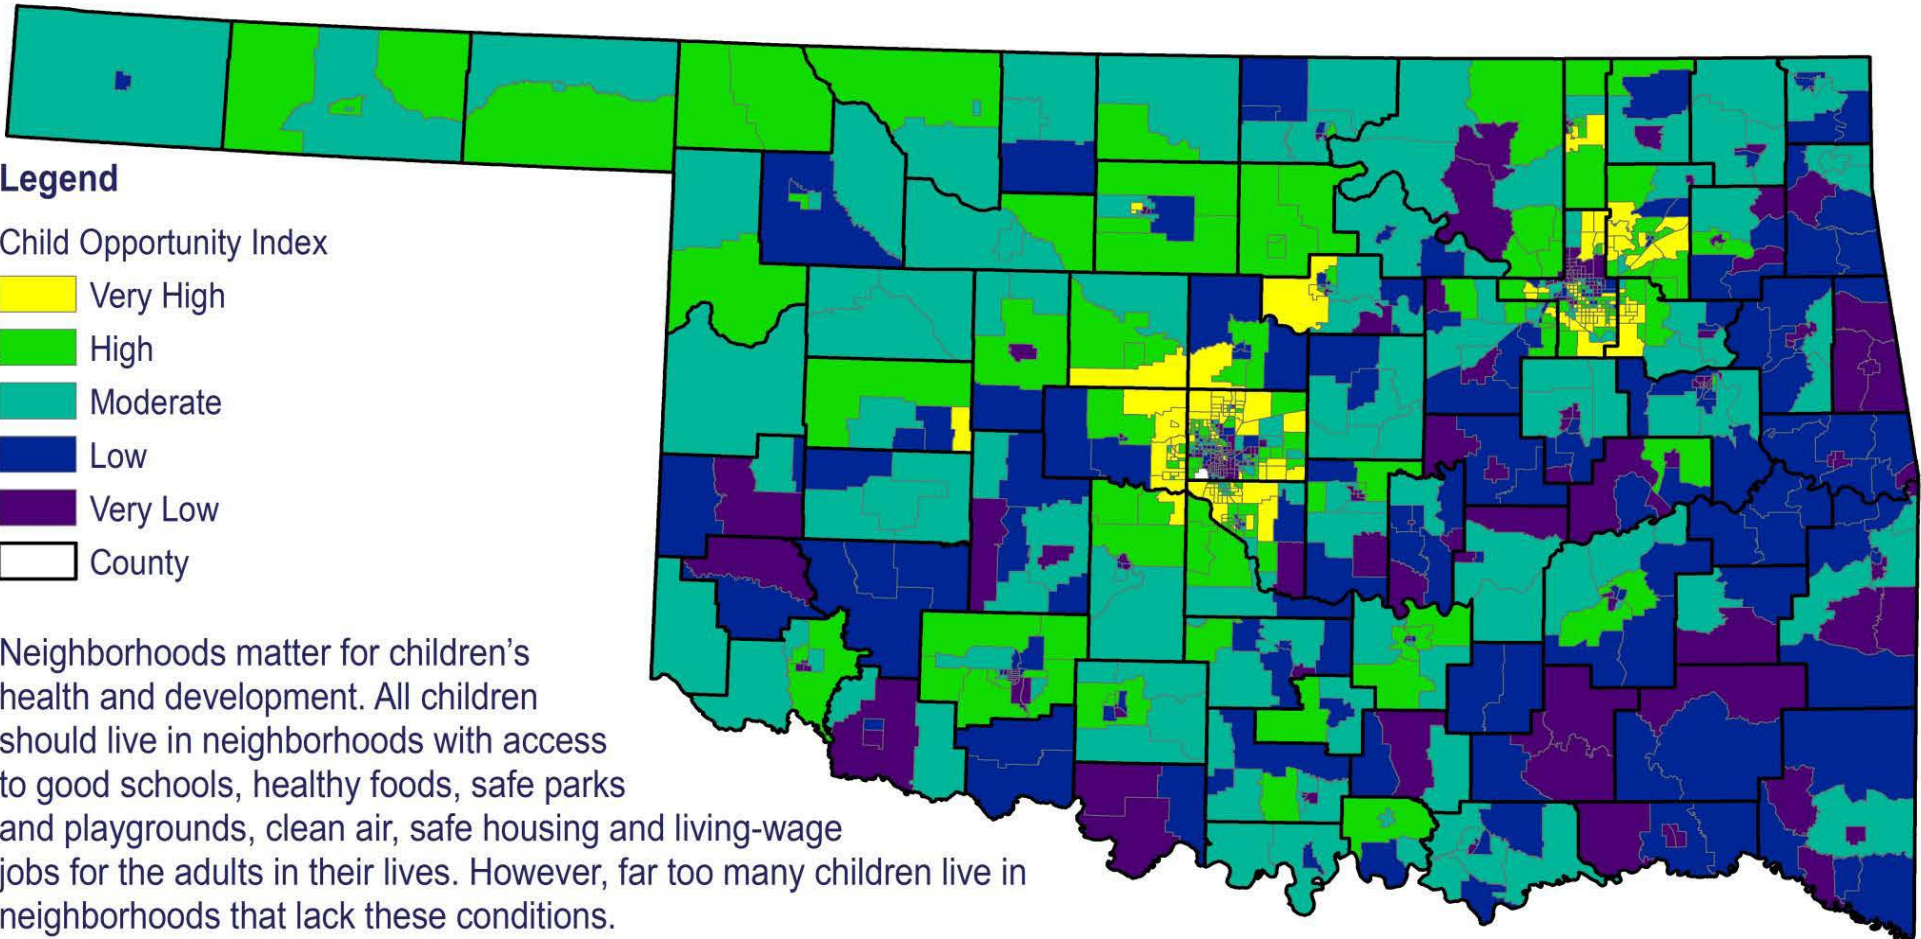 Legend
Child Opportunity Index
Very High
High
Moderate
Low
Very Low
County
Neighborhoods matter for children’s
health and development. All children
should live in neighborhoods with access
to good schools, healthy foods, safe parks
and playgrounds, clean air, safe housing and living-wage
jobs for the adults in their lives. However, far too many children live in
neighborhoods that lack these conditions.